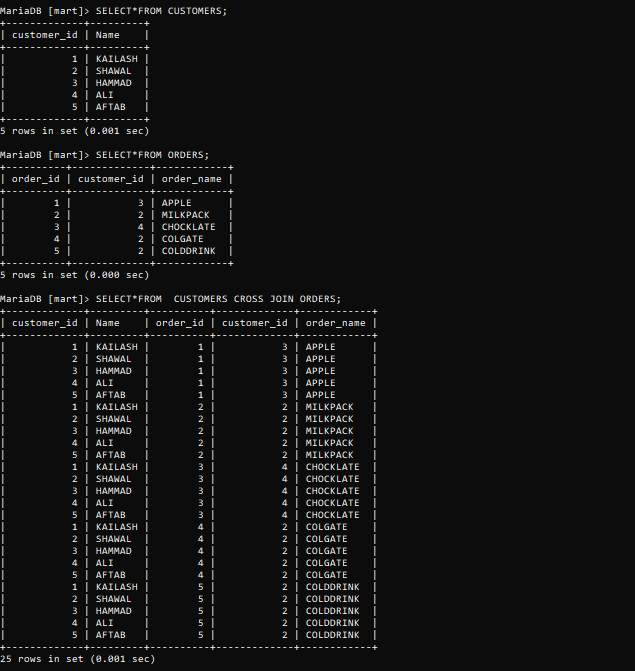 MariaDB [mart]> SELECT*FROM CUSTOMERS;
+-------------+---------+
| customer_id | Name    |
+-------------+---------+
|           1 | KAILASH |
|           2 | SHAWAL  |
|           3 | HAMMAD  |
|           4 | ALI     |
|           5 | AFTAB   |
+-------------+---------+
5 rows in set (0.001 sec)
MariaDB [mart]> SELECT*FROM ORDERS;
+----------+-------------+------------+
| order_id | customer_id | order_name |
+----------+-------------+------------+
|        1 |           3 | APPLE      |
|        2 |           2 | MILKPACK   |
|        3 |           4 | CHOCKLATE  |
|        4 |           2 | COLGATE    |
|        5 |           2 | COLDDRINK  |
+----------+-------------+------------+
5 rows in set (0.000 sec)
MariaDB [mart]> SELECT*FROM  CUSTOMERS CROSS JOIN ORDERS;
+-------------+---------+----------+-------------+------------+
| customer_id | Name    | order_id | customer_id | order_name |
+-------------+---------+----------+-------------+------------+
|           1 | KAILASH |        1 |           3 | APPLE      |
|           2 | SHAWAL  |        1 |           3 | APPLE      |
|           3 | HAMMAD  |        1 |           3 | APPLE      |
|           4 | ALI     |        1 |           3 | APPLE      |
|           5 | AFTAB   |        1 |           3 | APPLE      |
|           1 | KAILASH |        2 |           2 | MILKPACK   |
|           2 | SHAWAL  |        2 |           2 | MILKPACK   |
|           3 | HAMMAD  |        2 |           2 | MILKPACK   |
|           4 | ALI     |        2 |           2 | MILKPACK   |
|           5 | AFTAB   |        2 |           2 | MILKPACK   |
|           1 | KAILASH |        3 |           4 | CHOCKLATE  |
|           2 | SHAWAL  |        3 |           4 | CHOCKLATE  |
|           3 | HAMMAD  |        3 |           4 | CHOCKLATE  |
|           4 | ALI     |        3 |           4 | CHOCKLATE  |
|           5 | AFTAB   |        3 |           4 | CHOCKLATE  |
|           1 | KAILASH |        4 |           2 | COLGATE    |
|           2 | SHAWAL  |        4 |           2 | COLGATE    |
|           3 | HAMMAD  |        4 |           2 | COLGATE    |
|           4 | ALI     |        4 |           2 | COLGATE    |
|           5 | AFTAB   |        4 |           2 | COLGATE    |
|           1 | KAILASH |        5 |           2 | COLDDRINK  |
|           2 | SHAWAL  |        5 |           2 | COLDDRINK  |
|           3 | HAMMAD  |        5 |           2 | COLDDRINK  |
|           4 | ALI     |        5 |           2 | COLDDRINK  |
|           5 | AFTAB   |        5 |           2 | COLDDRINK  |
+-------------+---------+----------+-------------+------------+
25 rows in set (0.001 sec)